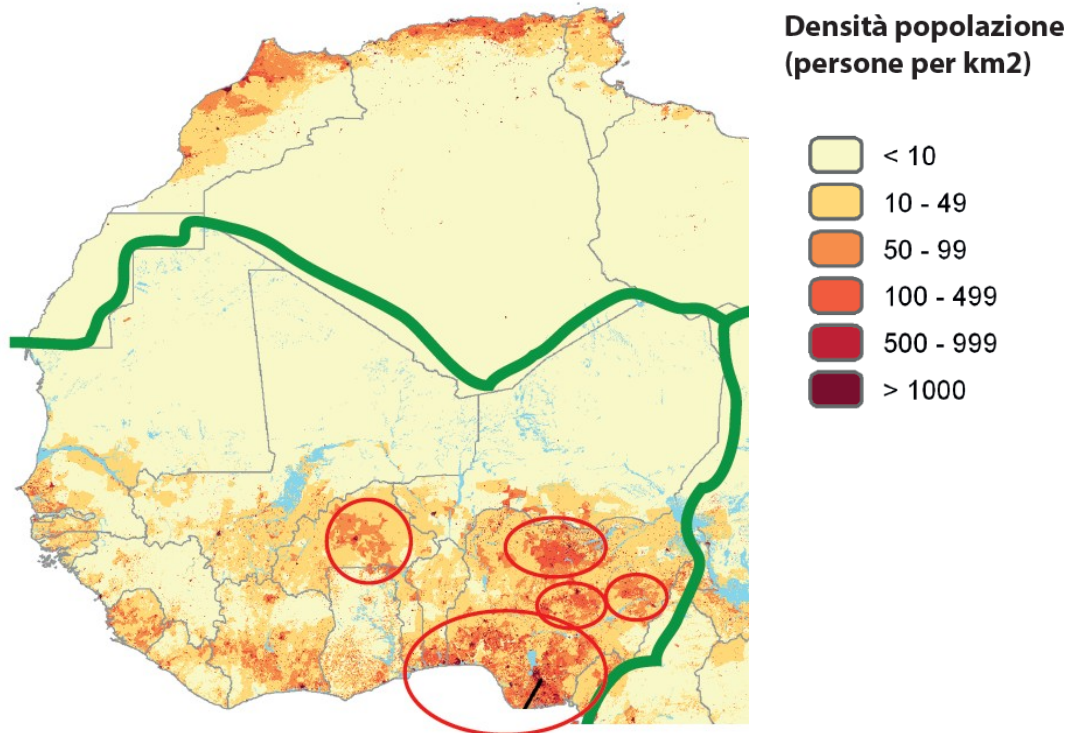 Densità popolazione
(persone per km2)
< 10
10 - 49
50 - 99
100 - 499
500 - 999
> 1000